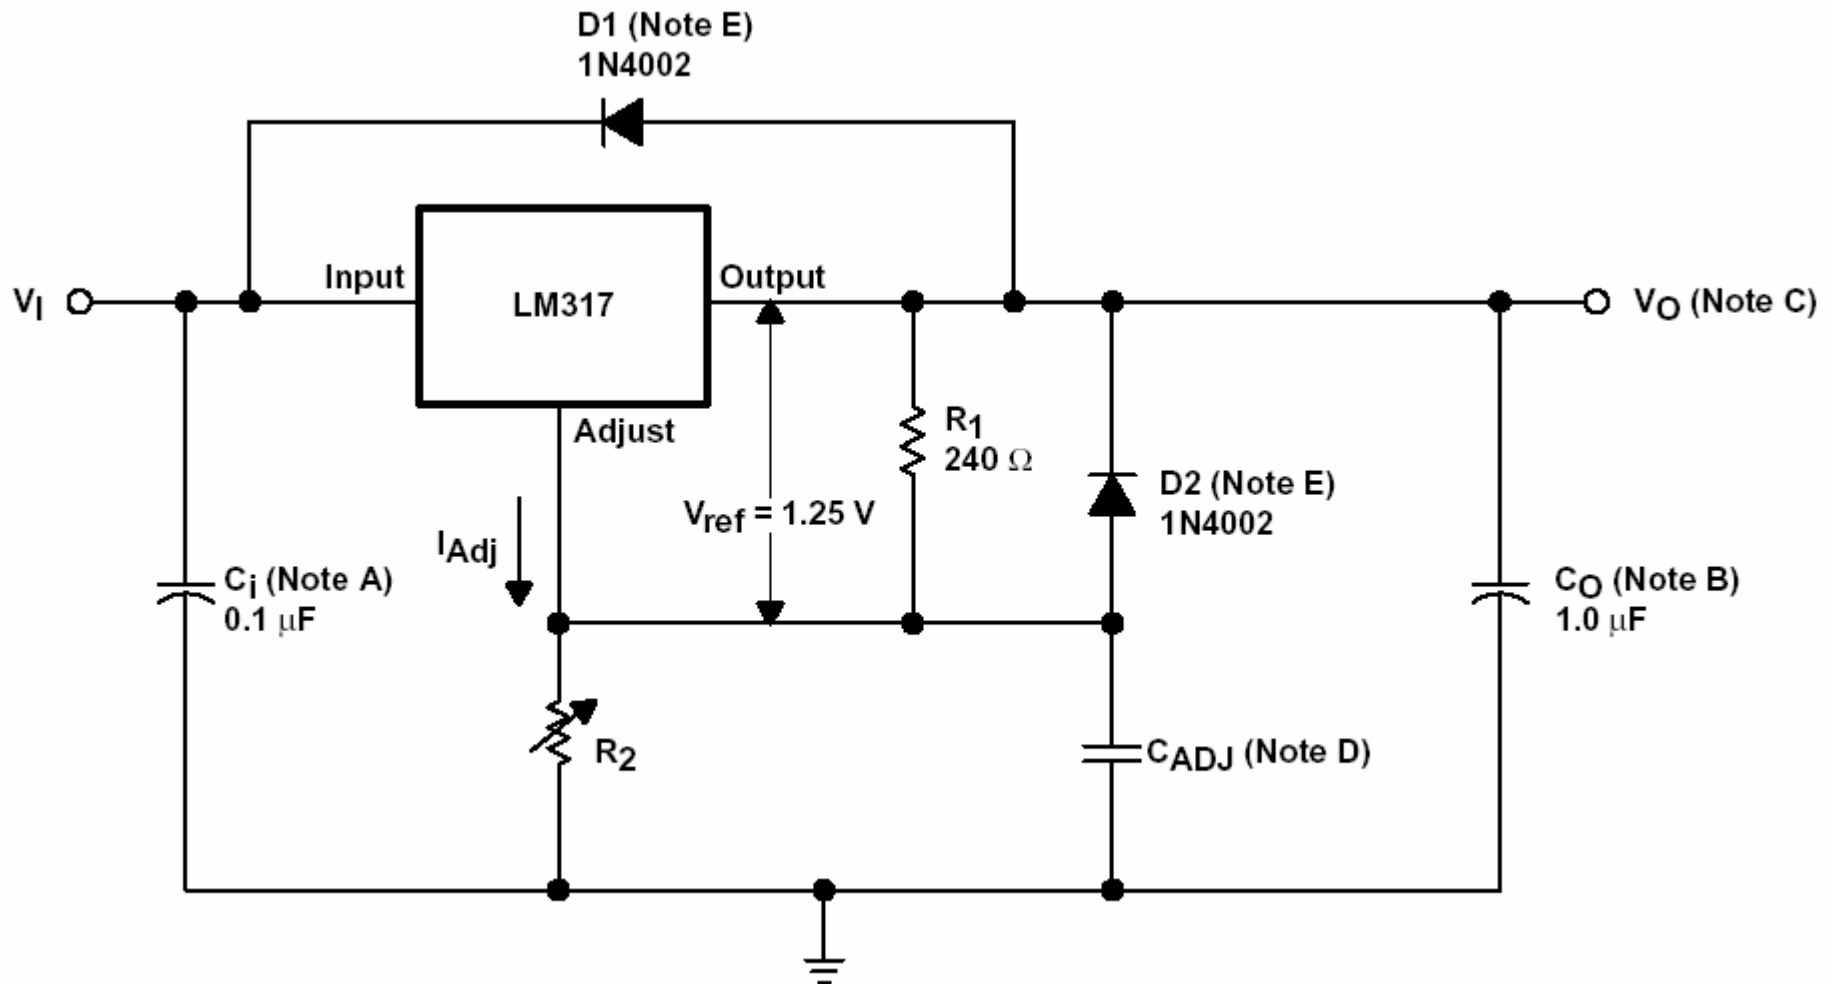 D1 (Note E)
1N4002
Input
Output
VI
LM317
VO (Note C)
Adjust
R1
240 Ω
D2 (Note E)
1N4002
Vref = 1.25 V
IAdj
Ci (Note A)
0.1 μF
CO (Note B)
1.0 μF
R2
CADJ (Note D)